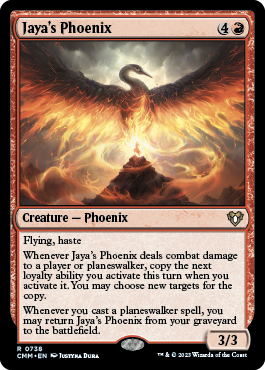 Jaya's Phoenix 4
Creature — Phoenix
Flying, haste
Whenever Jaya's Phoenix deals combat damage
to a player or planeswalker, copy the next
loyalty ability you activate this turn when you
activate it. You may choose new targets for the
copy.
Whenever you cast a planeswalker spell, you
may return Jaya's Phoenix from your graveyard
to the battlefield.
3/3
R 0738
CMM • EN Justyna Dura
™ & © 2023 Wizards of the Coast